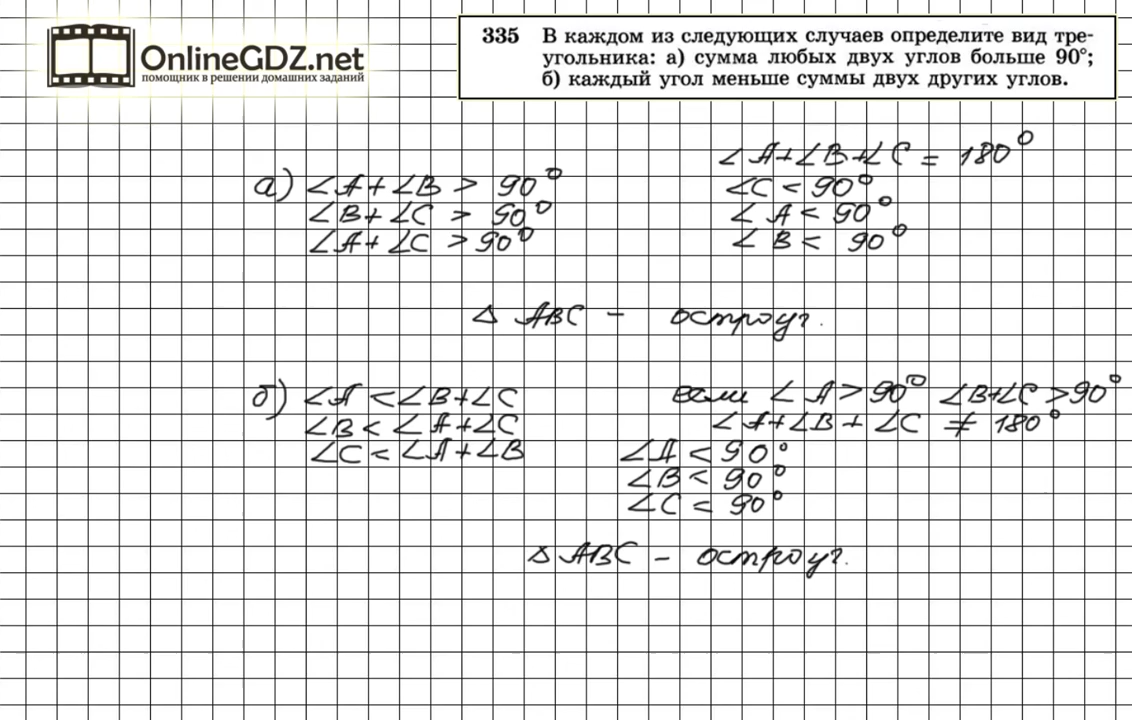 OnlineGDZ.net
помощник в решении домашних заданий
335 В каждом из следующих случаев определите вид тре-
угольника: а) сумма любых двух углов больше 90°;
б) каждый угол меньше суммы двух других углов.
∠A+∠B+∠C = 180°
а) ∠A+∠B > 90°
∠C < 90°
∠B+∠C > 90°
∠A < 90°
∠A+∠C > 90°
∠B < 90°
△ ABC - остроуг.
б) ∠A < ∠B+∠C
если ∠A > 90° ∠B+∠C > 90°
∠B < ∠A+∠C
∠A+∠B+∠C ≠ 180°
∠C < ∠A+∠B
∠A < 90°
∠B < 90°
∠C < 90°
△ ABC - остроуг.